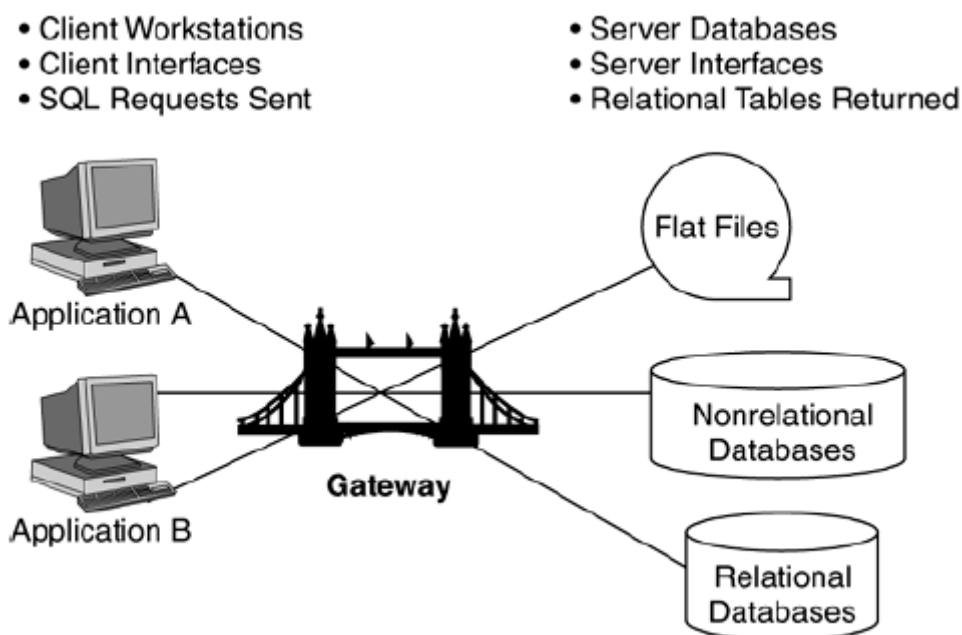 • Client Workstations
• Client Interfaces
• SQL Requests Sent
• Server Databases
• Server Interfaces
• Relational Tables Returned
Application A
Flat Files
Application B
Gateway
Nonrelational
Databases
Relational
Databases